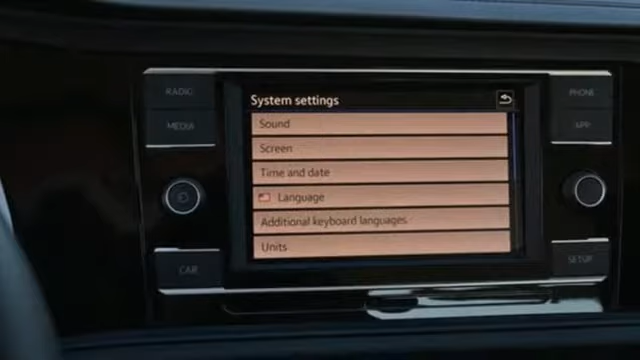 RADIO
MEDIA
CAR
System settings
Sound
Screen
Time and date
Language
Additional keyboard languages
Units
PHONE
APP
SETUP